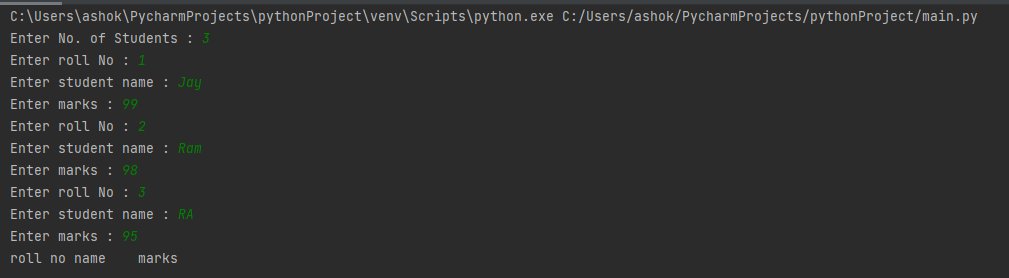 C:\Users\ashok\PycharmProjects\pythonProject\venv\Scripts\python.exe C:/Users/ashok/PycharmProjects/pythonProject/main.py
Enter No. of Students : 3
Enter roll No : 1
Enter student name : Jay
Enter marks : 99
Enter roll No : 2
Enter student name : Ram
Enter marks : 98
Enter roll No : 3
Enter student name : RA
Enter marks : 95
roll no name    marks